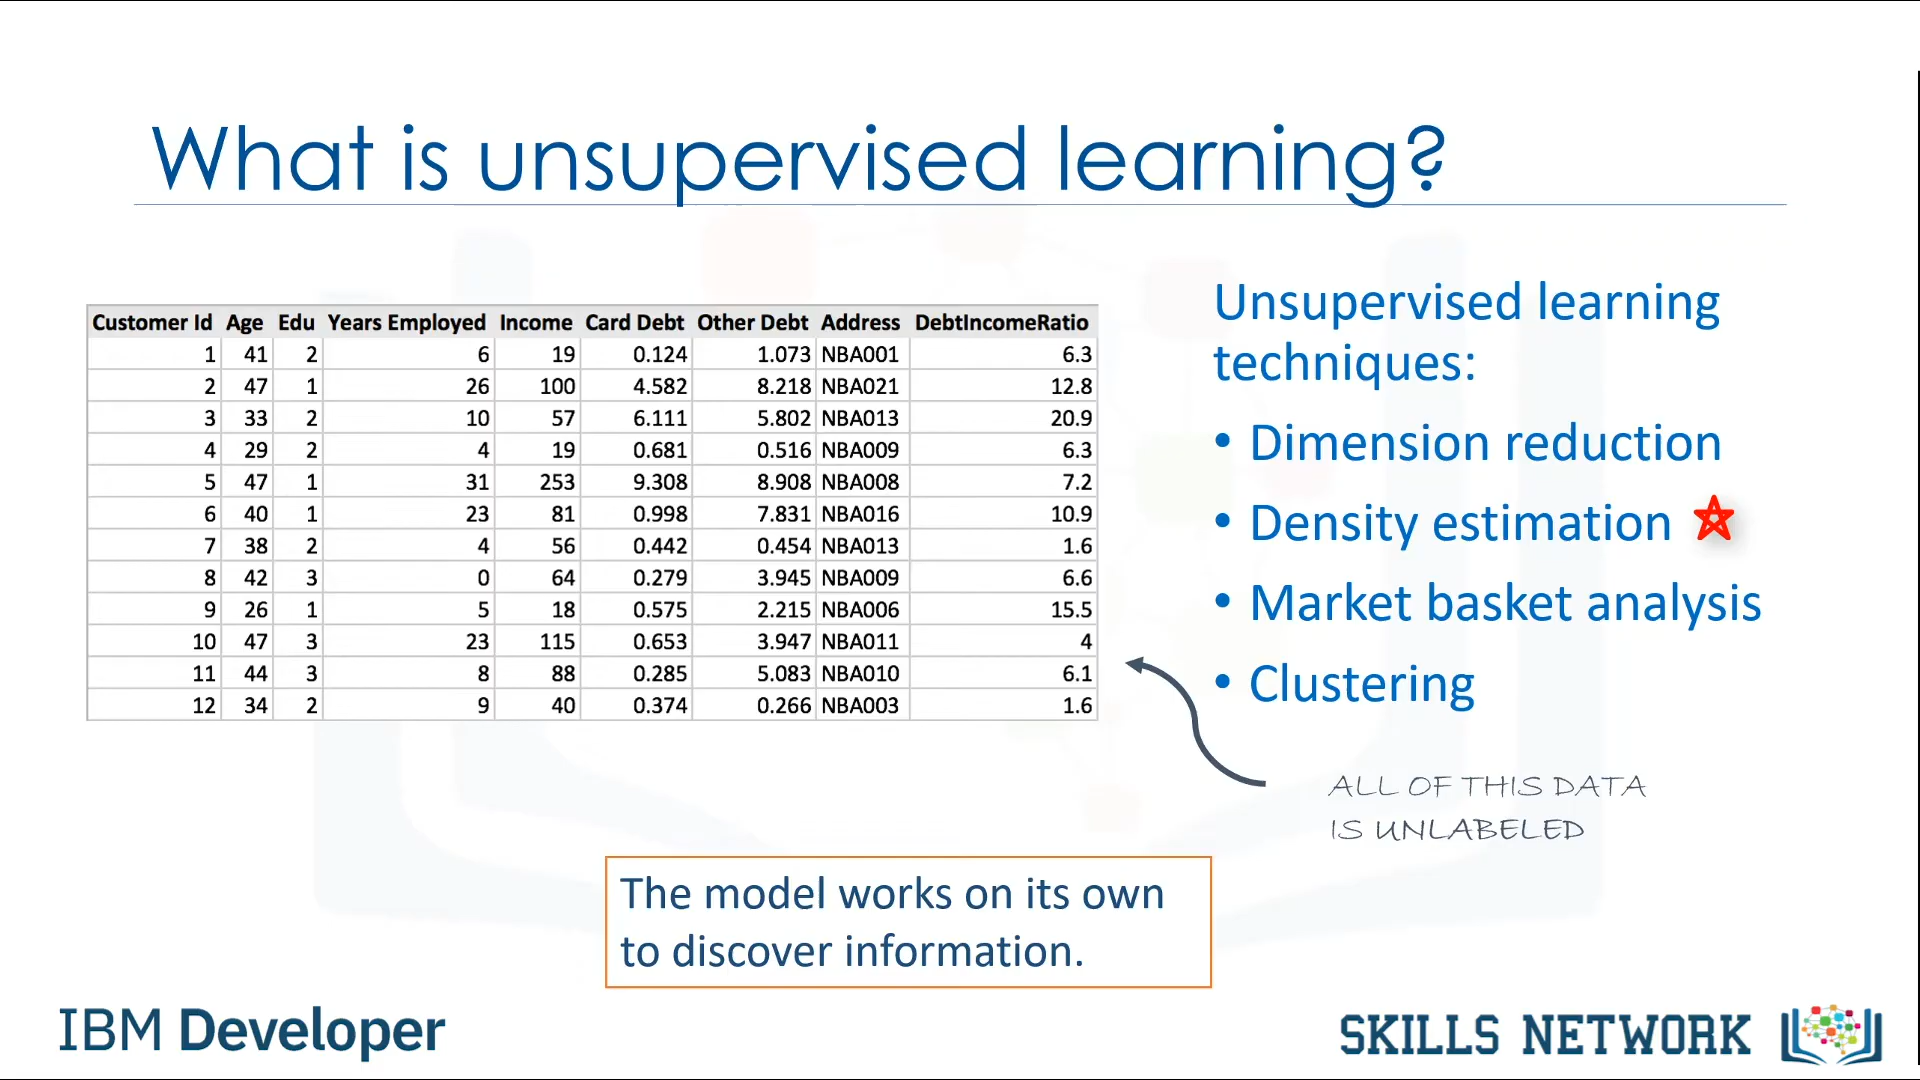 What is unsupervised learning?
Customer Id Age Edu Years Employed Income Card Debt Other Debt Address DebtIncomeRatio
1 41 2 6 19 0.124 1.073 NBA001 6.3
2 47 1 26 100 4.582 8.218 NBA021 12.8
3 33 2 10 57 6.111 5.802 NBA013 20.9
4 29 2 4 19 0.681 0.516 NBA009 6.3
5 47 1 31 253 9.308 8.908 NBA008 7.2
6 40 1 23 81 0.998 7.831 NBA016 10.9
7 38 2 4 56 0.442 0.454 NBA013 1.6
8 42 3 0 64 0.279 3.945 NBA009 6.6
9 26 1 5 18 0.575 2.215 NBA006 15.5
10 47 3 23 115 0.653 3.947 NBA011 4
11 44 3 8 88 0.285 5.083 NBA010 6.1
12 34 2 9 40 0.374 0.266 NBA003 1.6
Unsupervised learning
techniques:
• Dimension reduction
• Density estimation
• Market basket analysis
• Clustering
ALL OF THIS DATA
IS UNLABELED
The model works on its own
to discover information.
IBM Developer
SKILLS NETWORK